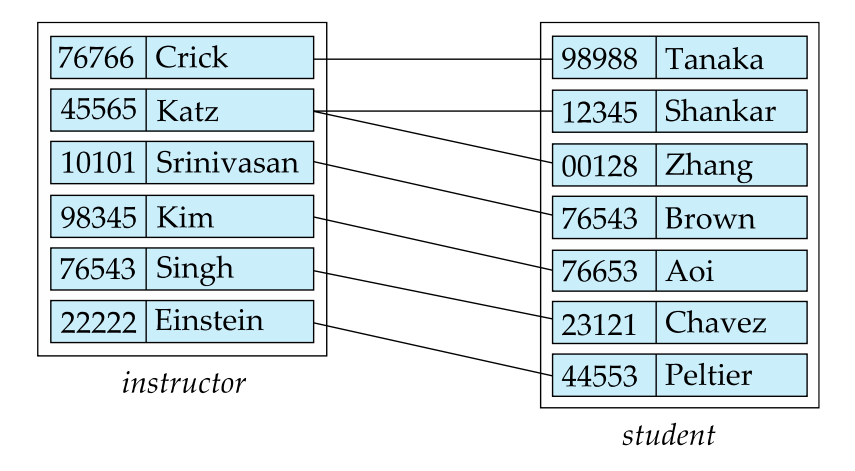 76766 Crick
45565 Katz
10101 Srinivasan
98345 Kim
76543 Singh
22222 Einstein
instructor
98988 Tanaka
12345 Shankar
00128 Zhang
76543 Brown
76653 Aoi
23121 Chavez
44553 Peltier
student